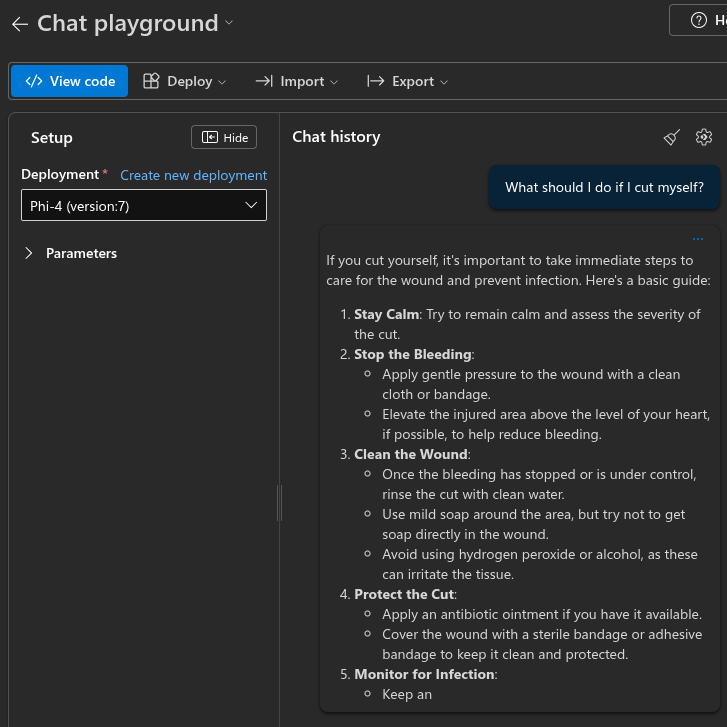 Chat playground
View code
Deploy
Import
Export
Setup
Hide
Deployment *
Create new deployment
Phi-4 (version:7)
Parameters
Chat history
What should I do if I cut myself?
...
If you cut yourself, it's important to take immediate steps to
care for the wound and prevent infection. Here's a basic guide:
1. Stay Calm: Try to remain calm and assess the severity of
the cut.
2. Stop the Bleeding:
Apply gentle pressure to the wound with a clean
cloth or bandage.
Elevate the injured area above the level of your heart,
if possible, to help reduce bleeding.
3. Clean the Wound:
Once the bleeding has stopped or is under control,
rinse the cut with clean water.
Use mild soap around the area, but try not to get
soap directly in the wound.
Avoid using hydrogen peroxide or alcohol, as these
can irritate the tissue.
4. Protect the Cut:
Apply an antibiotic ointment if you have it available.
Cover the wound with a sterile bandage or adhesive
bandage to keep it clean and protected.
5. Monitor for Infection:
Keep an